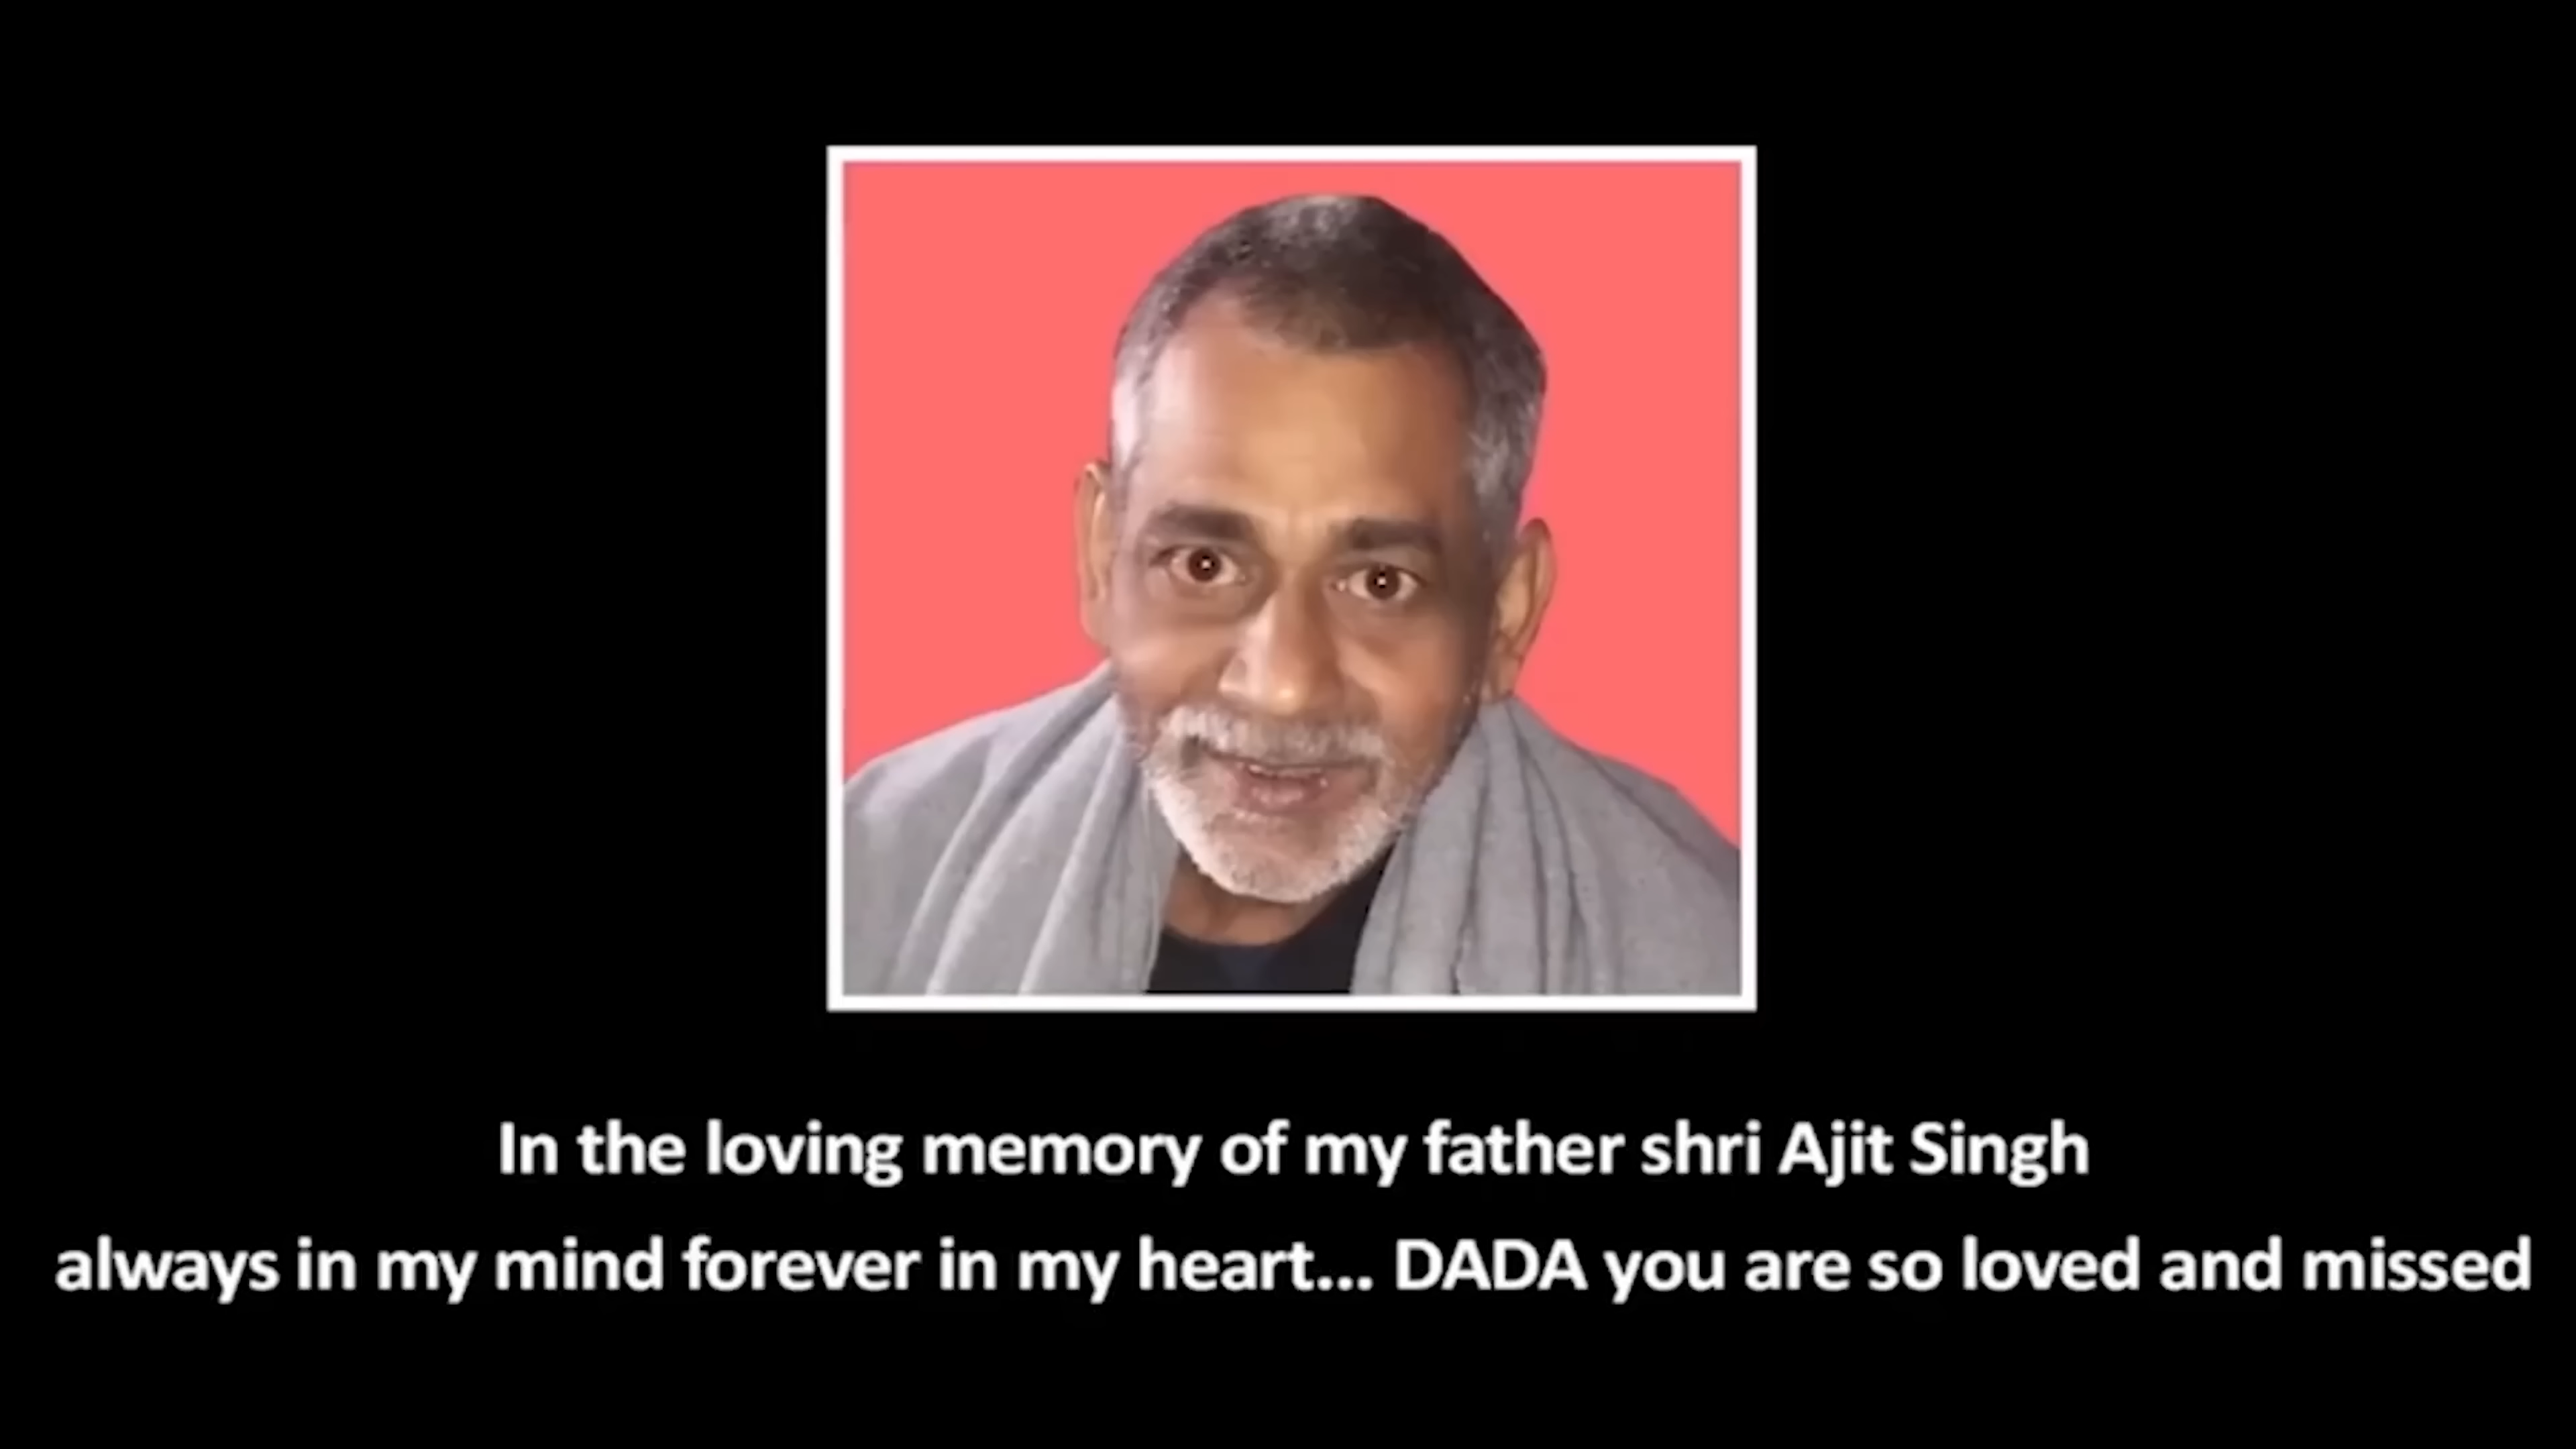 In the loving memory of my father shri Ajit Singh
always in my mind forever in my heart... DADA you are so loved and missed